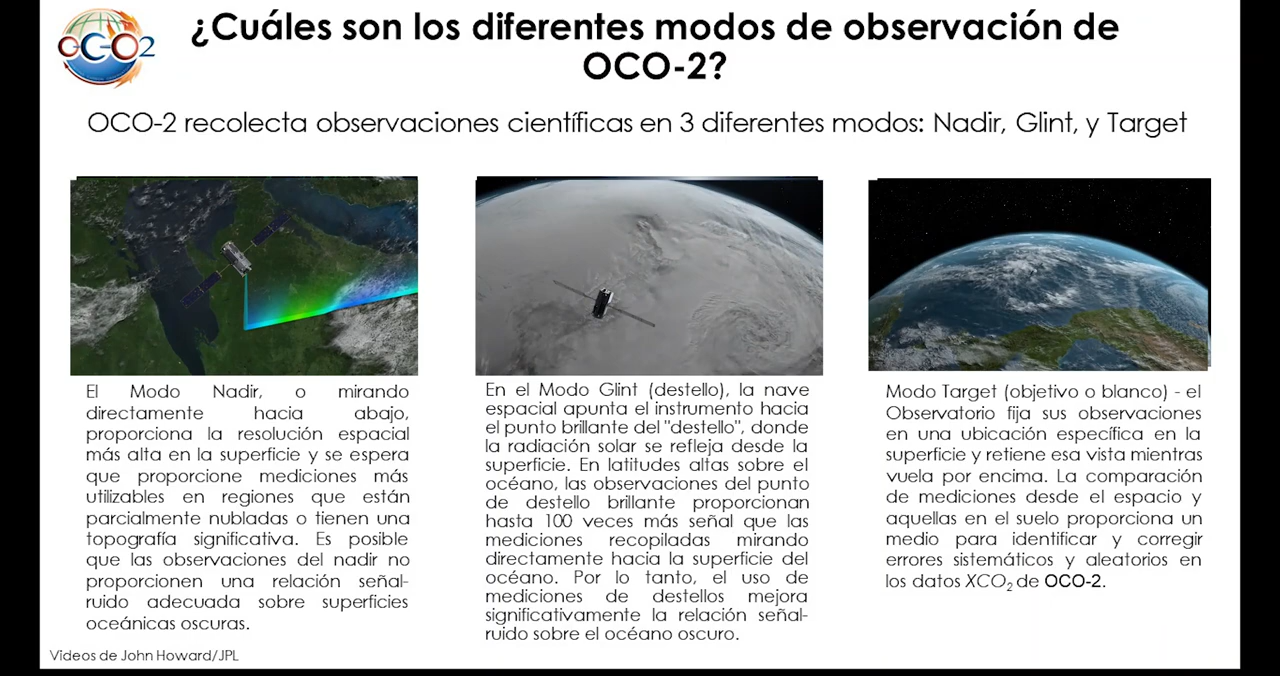 OCO2
¿Cuáles son los diferentes modos de observación de
OCO-2?
OCO-2 recolecta observaciones científicas en 3 diferentes modos: Nadir, Glint, y Target
El Modo Nadir, o mirando
directamente hacia abajo,
proporciona la resolución espacial
más alta en la superficie y se espera
que proporcione mediciones más
utilizables en regiones que están
parcialmente nubladas o tienen una
topografía significativa. Es posible
que las observaciones del nadir no
proporcionen una relación señal-
ruido adecuada sobre superficies
oceánicas oscuras.
En el Modo Glint (destello), la nave
espacial apunta el instrumento hacia
el punto brillante del "destello", donde
la radiación solar se refleja desde la
superficie. En latitudes altas sobre el
océano, las observaciones del punto
de destello brillante proporcionan
hasta 100 veces más señal que las
mediciones recopiladas mirando
directamente hacia la superficie del
océano. Por lo tanto, el uso de
mediciones de destellos mejora
significativamente la relación señal-
ruido sobre el océano oscuro.
Modo Target (objetivo o blanco) - el
Observatorio fija sus observaciones
en una ubicación específica en la
superficie y retiene esa vista mientras
vuela por encima. La comparación
de mediciones desde el espacio y
aquellas en el suelo proporciona un
medio para identificar y corregir
errores sistemáticos y aleatorios en
los datos XCO₂ de OCO-2.
Videos de John Howard/JPL